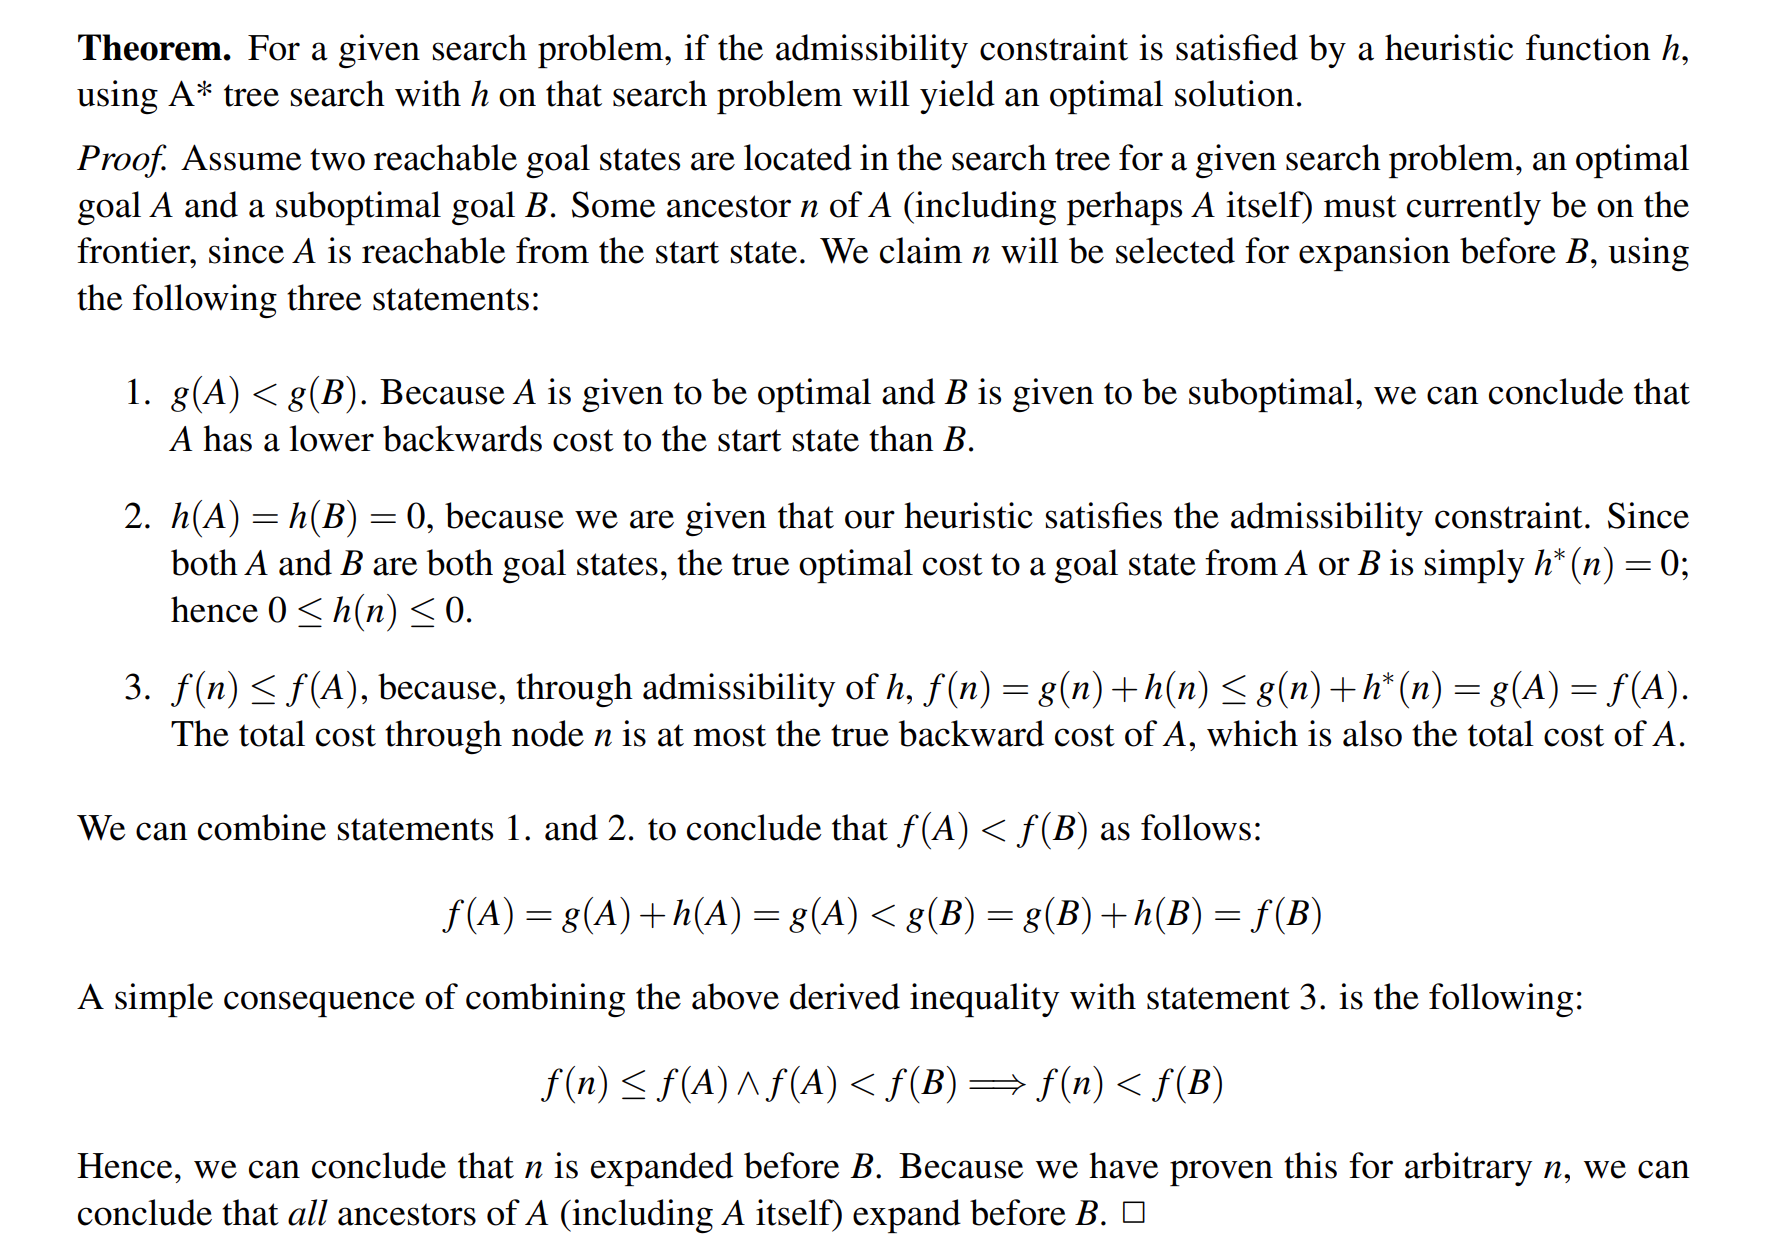 Theorem. For a given search problem, if the admissibility constraint is satisfied by a heuristic function h,
using A* tree search with h on that search problem will yield an optimal solution.
Proof. Assume two reachable goal states are located in the search tree for a given search problem, an optimal
goal A and a suboptimal goal B. Some ancestor n of A (including perhaps A itself) must currently be on the
frontier, since A is reachable from the start state. We claim n will be selected for expansion before B, using
the following three statements:
1. g(A) < g(B). Because A is given to be optimal and B is given to be suboptimal, we can conclude that
A has a lower backwards cost to the start state than B.
2. h(A) = h(B) = 0, because we are given that our heuristic satisfies the admissibility constraint. Since
both A and B are both goal states, the true optimal cost to a goal state from A or B is simply h*(n) = 0;
hence 0 ≤ h(n) ≤ 0.
3. f(n) ≤ f(A), because, through admissibility of h, f(n) = g(n) + h(n) ≤ g(n) + h*(n) = g(A) = f(A).
The total cost through node n is at most the true backward cost of A, which is also the total cost of A.
We can combine statements 1. and 2. to conclude that f(A) < f(B) as follows:
f(A) = g(A) + h(A) = g(A) < g(B) = g(B) + h(B) = f(B)
A simple consequence of combining the above derived inequality with statement 3. is the following:
f(n) ≤ f(A) ∧ f(A) < f(B) ⟹ f(n) < f(B)
Hence, we can conclude that n is expanded before B. Because we have proven this for arbitrary n, we can
conclude that all ancestors of A (including A itself) expand before B. □